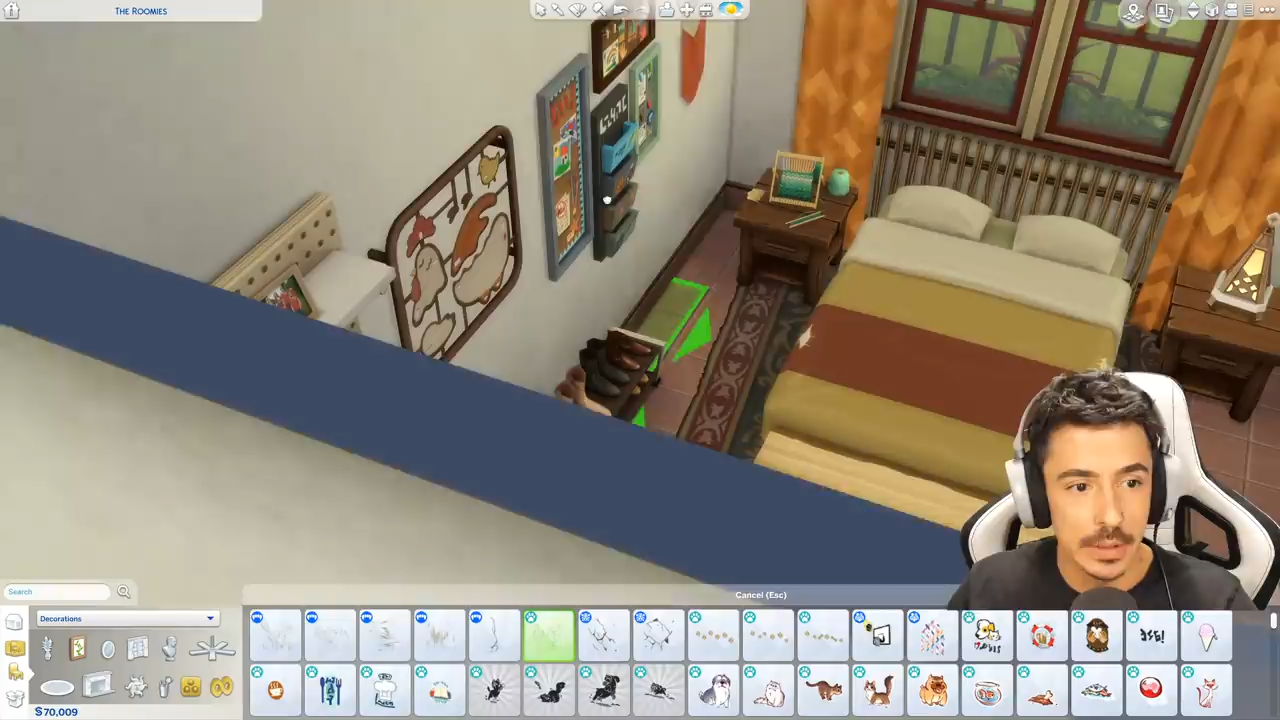 THE ROOMIES
Cancel (Esc)
Search
Decorations
$70,009